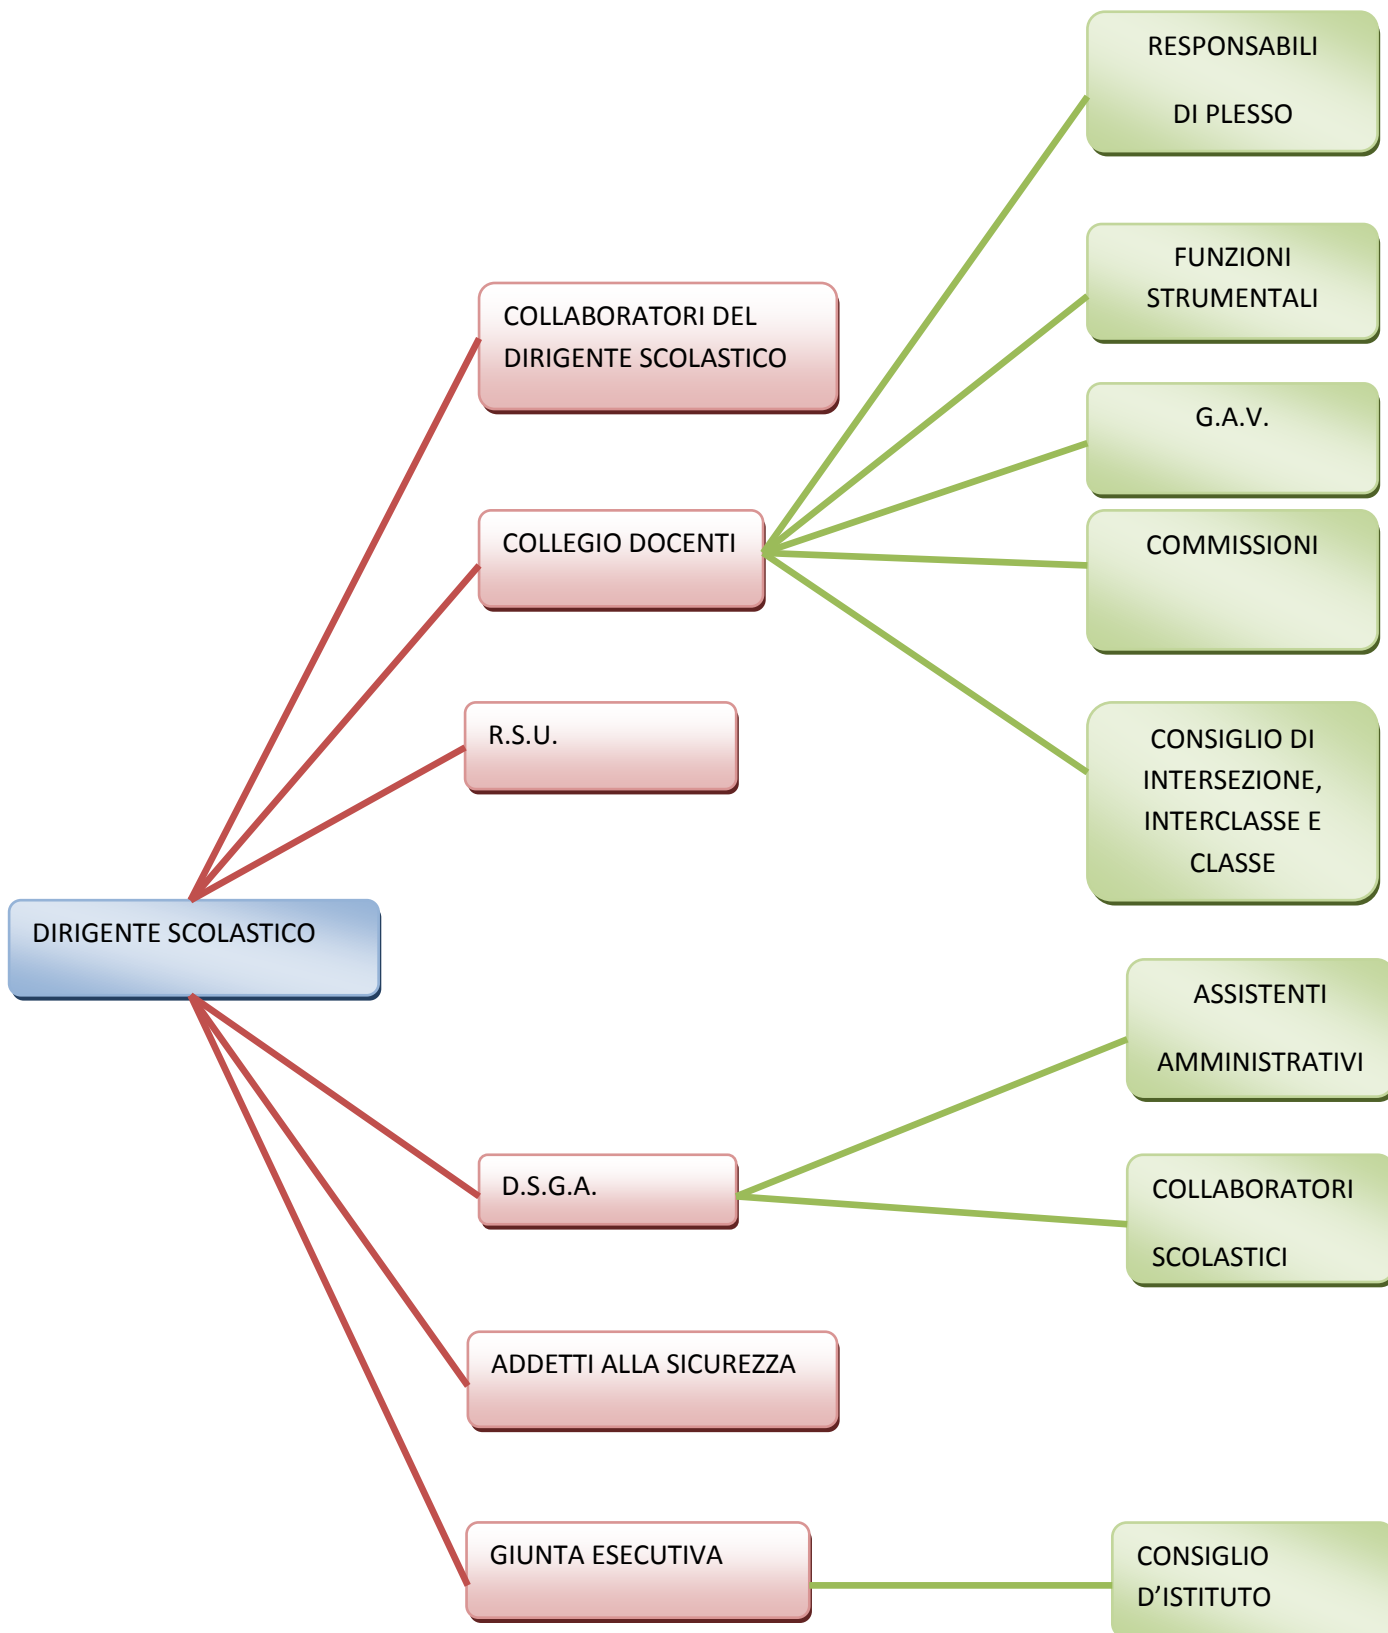 RESPONSABILI
DI PLESSO
FUNZIONI
STRUMENTALI
COLLABORATORI DEL
DIRIGENTE SCOLASTICO
G.A.V.
COLLEGIO DOCENTI
COMMISSIONI
R.S.U.
CONSIGLIO DI
INTERSEZIONE,
INTERCLASSE E
CLASSE
DIRIGENTE SCOLASTICO
ASSISTENTI
AMMINISTRATIVI
D.S.G.A.
COLLABORATORI
SCOLASTICI
ADDETTI ALLA SICUREZZA
GIUNTA ESECUTIVA
CONSIGLIO
D’ISTITUTO